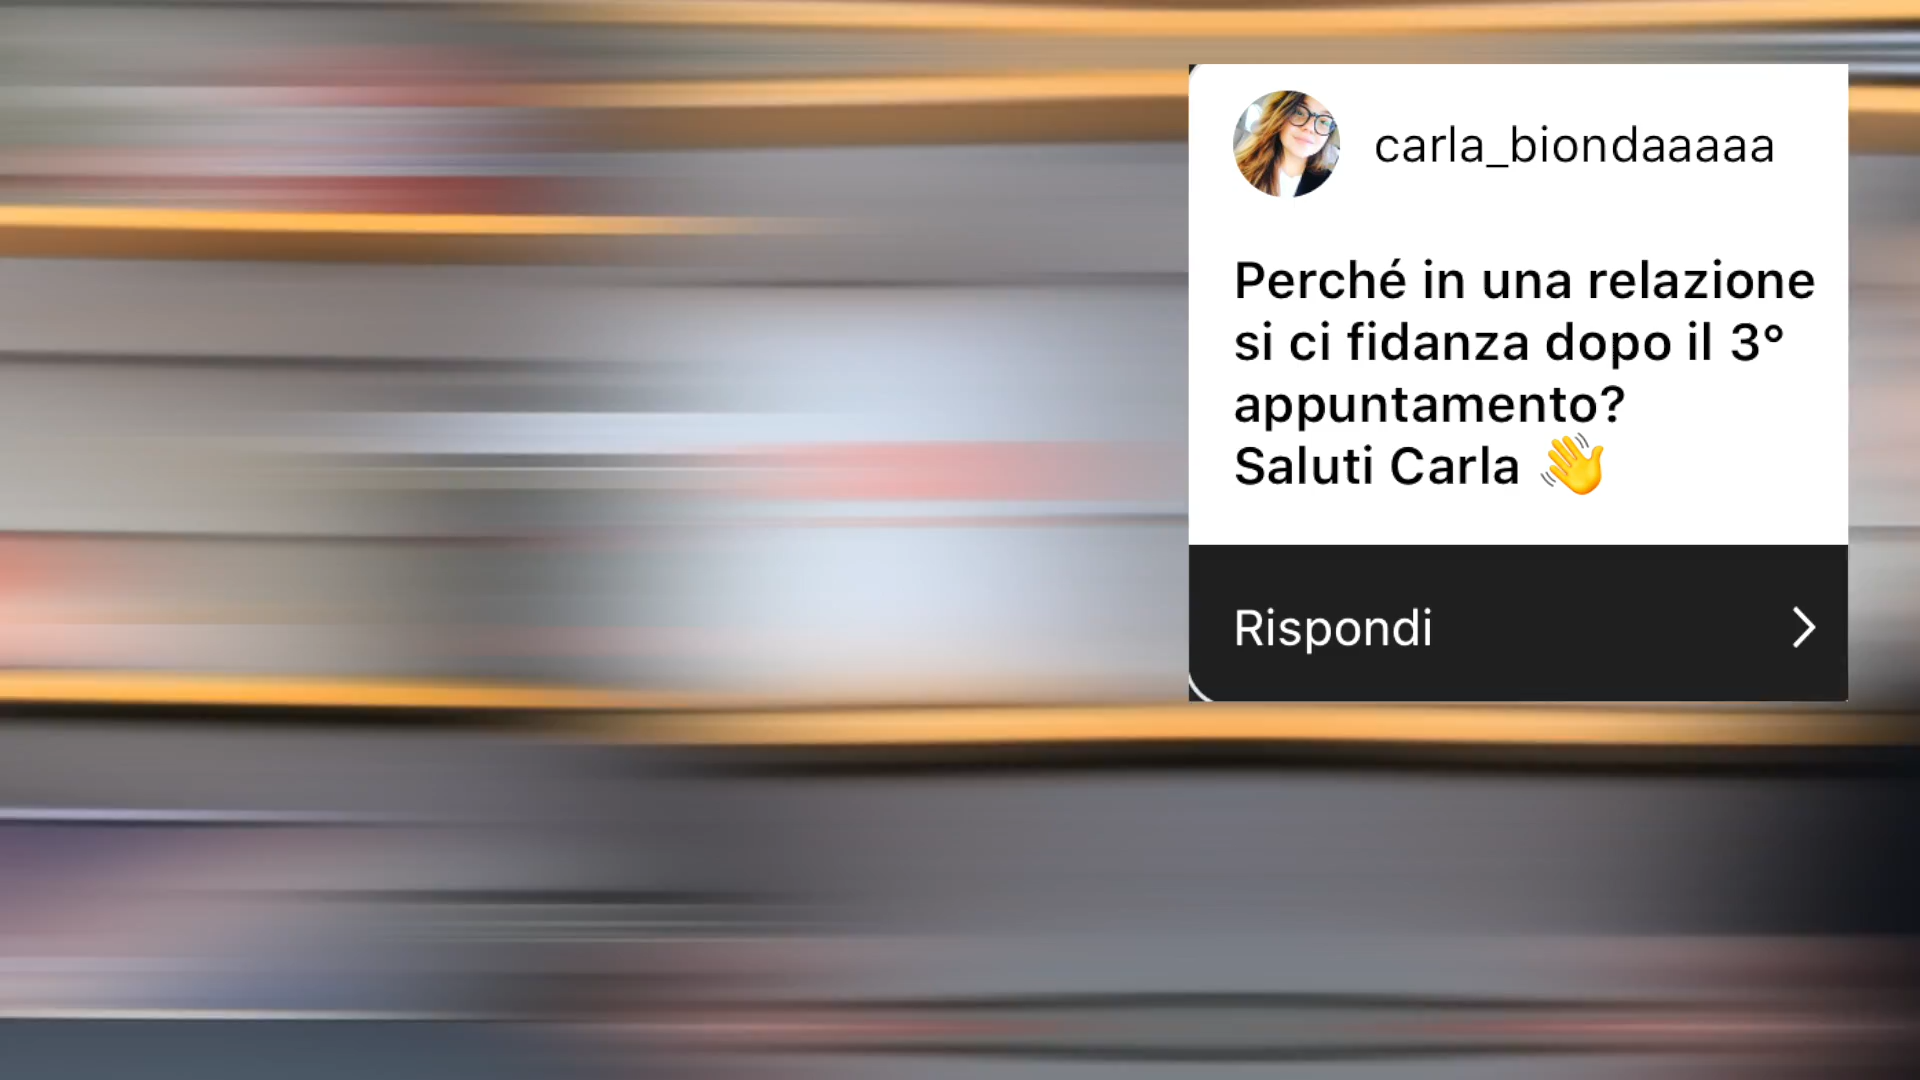 carla_biondaaaaa
Perché in una relazione
si ci fidanza dopo il 3°
appuntamento?
Saluti Carla 👋
Rispondi